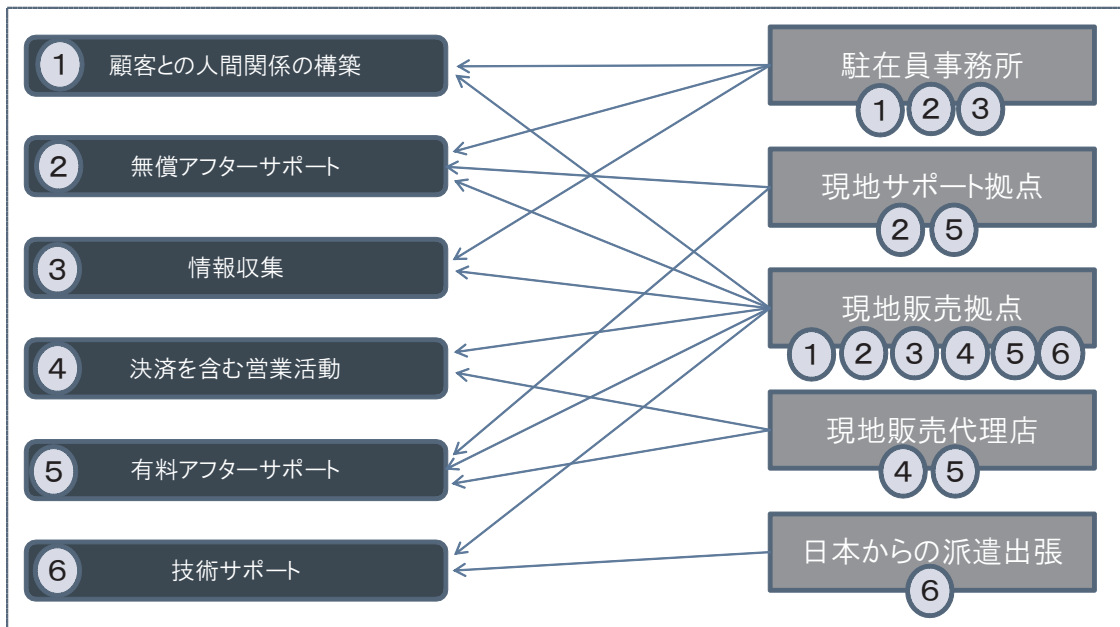 1 顧客との人間関係の構築
2 無償アフターサポート
3 情報収集
4 決済を含む営業活動
5 有料アフターサポート
6 技術サポート
駐在員事務所
1 2 3
現地サポート拠点
2 5
現地販売拠点
1 2 3 4 5 6
現地販売代理店
4 5
日本からの派遣出張
6